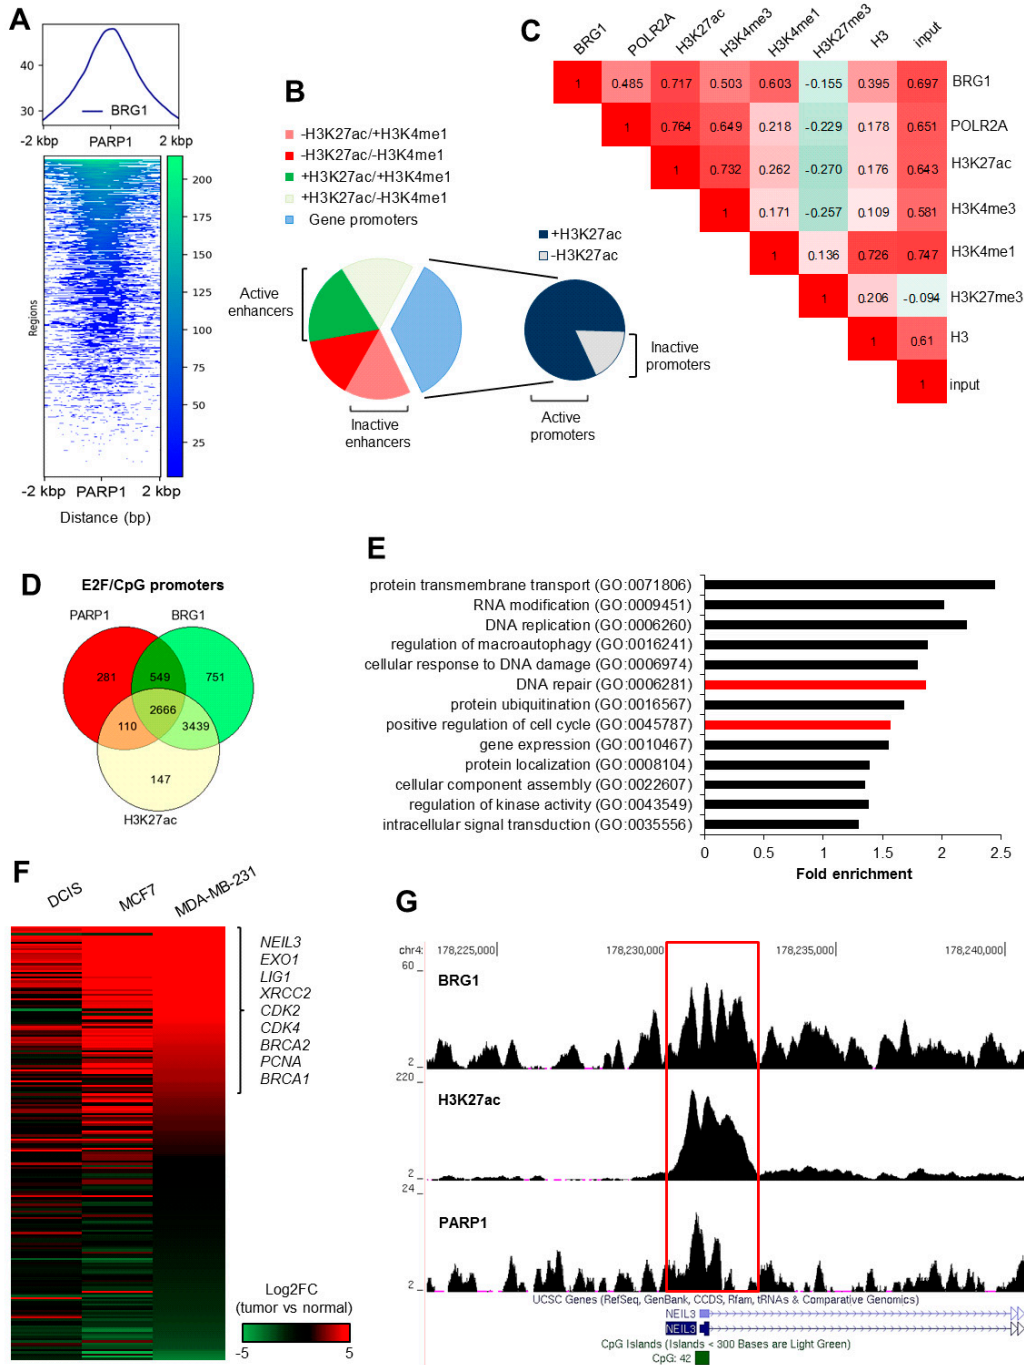 A
40
30
BRG1
-2 kbp PARP1 2 kbp
200
175
150
125
100
75
50
25
Regions
-2 kbp PARP1 2 kbp
Distance (bp)
B
-H3K27ac/+H3K4me1
-H3K27ac/-H3K4me1
+H3K27ac/+H3K4me1
+H3K27ac/-H3K4me1
Gene promoters
+H3K27ac
-H3K27ac
Active
enhancers
Inactive
enhancers
Inactive
promoters
Active
promoters
C
BRG1 POLR2A H3K27ac H3K4me3 H3K4me1 H3K27me3 H3 input
1 0.485 0.717 0.503 0.603 -0.155 0.395 0.697 BRG1
1 0.764 0.649 0.218 -0.229 0.178 0.651 POLR2A
1 0.732 0.262 -0.270 0.176 0.643 H3K27ac
1 0.171 -0.257 0.109 0.581 H3K4me3
1 0.136 0.726 0.747 H3K4me1
1 0.206 -0.094 H3K27me3
1 0.61 H3
1 input
D
E2F/CpG promoters
PARP1 BRG1
281 549 751
2666
110 3439
147
H3K27ac
E
protein transmembrane transport (GO:0071806)
RNA modification (GO:0009451)
DNA replication (GO:0006260)
regulation of macroautophagy (GO:0016241)
cellular response to DNA damage (GO:0006974)
DNA repair (GO:0006281)
protein ubiquitination (GO:0016567)
positive regulation of cell cycle (GO:0045787)
gene expression (GO:0010467)
protein localization (GO:0008104)
cellular component assembly (GO:0022607)
regulation of kinase activity (GO:0043549)
intracellular signal transduction (GO:0035556)
0 0.5 1 1.5 2 2.5
Fold enrichment
F
DCIS MCF7 MDA-MB-231
NEIL3
EXO1
LIG1
XRCC2
CDK2
CDK4
BRCA2
PCNA
BRCA1
Log2FC
(tumor vs normal)
-5 5
G
chr4: 178,225,000 178,230,000 178,235,000 178,240,000
60
BRG1
2
220
H3K27ac
2
24
PARP1
2
UCSC Genes (RefSeq, GenBank, CCDS, Rfam, tRNAs & Comparative Genomics)
NEIL3
NEIL3
CpG Islands (Islands < 300 Bases are Light Green)
CpG: 42